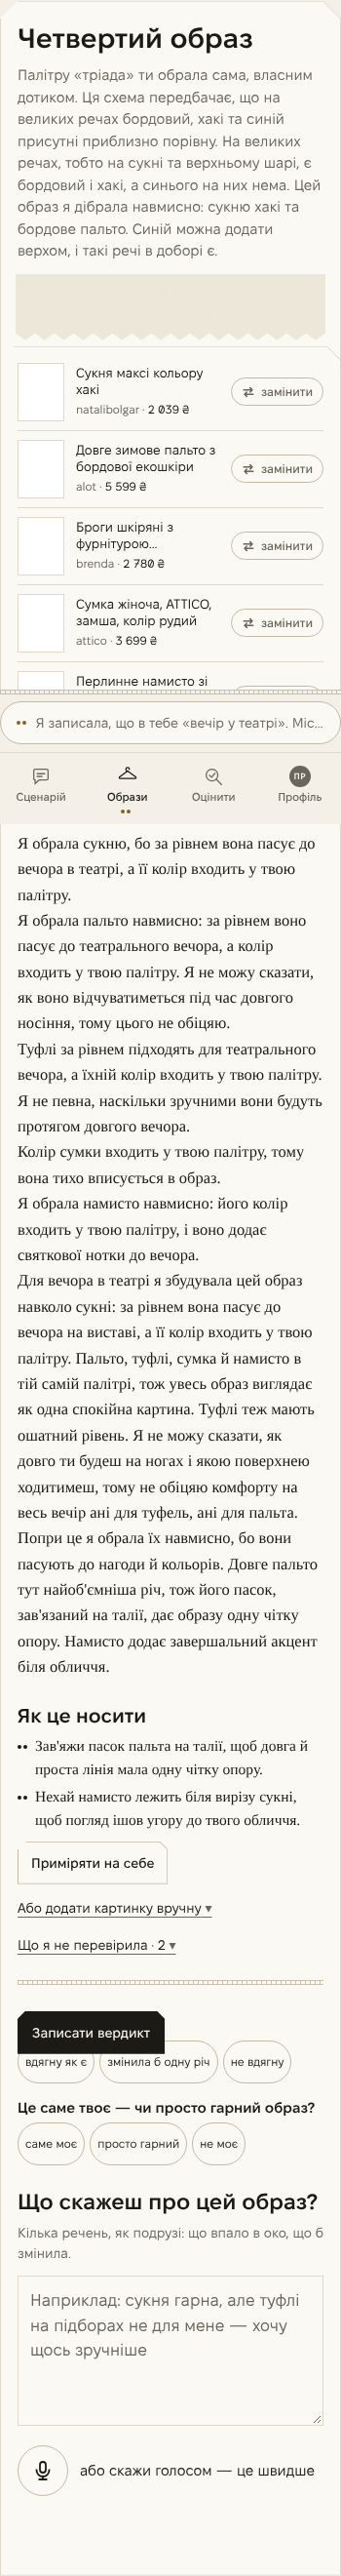 Четвертий образ
Палітру «тріада» ти обрала сама, власним
дотиком. Ця схема передбачає, що на
великих речах бордовий, хакі та синій
присутні приблизно порівну. На великих
речах, тобто на сукні та верхньому шарі, є
бордовий і хакі, а синього на них нема. Цей
образ я дібрала навмисно: сукню хакі та
бордове пальто. Синій можна додати
верхом, і такі речі в доборі є.
Сукня максі кольору
хакі
natalibolgar · 2 039 ₴
⇄ замінити
Довге зимове пальто з
бордової екошкіри
alot · 5 599 ₴
⇄ замінити
Броги шкіряні з
фурнітурою…
brenda · 2 780 ₴
⇄ замінити
Сумка жіноча, ATTICO,
замша, колір рудий
attico · 3 699 ₴
⇄ замінити
Перлинне намисто зі
Я записала, що в тебе «вечір у театрі». Міс…
Сценарій
Образи
Оцінити
ПР
Профіль
Я обрала сукню, бо за рівнем вона пасує до
вечора в театрі, а її колір входить у твою
палітру.
Я обрала пальто навмисно: за рівнем воно
пасує до театрального вечора, а колір
входить у твою палітру. Я не можу сказати,
як воно відчуватиметься під час довгого
носіння, тому цього не обіцяю.
Туфлі за рівнем підходять для театрального
вечора, а їхній колір входить у твою палітру.
Я не певна, наскільки зручними вони будуть
протягом довгого вечора.
Колір сумки входить у твою палітру, тому
вона тихо вписується в образ.
Я обрала намисто навмисно: його колір
входить у твою палітру, і воно додає
святкової нотки до вечора.
Для вечора в театрі я збудувала цей образ
навколо сукні: за рівнем вона пасує до
вечора на виставі, а її колір входить у твою
палітру. Пальто, туфлі, сумка й намисто в
тій самій палітрі, тож увесь образ виглядає
як одна спокійна картина. Туфлі теж мають
ошатний рівень. Я не можу сказати, як
довго ти будеш на ногах і якою поверхнею
ходитимеш, тому не обіцяю комфорту на
весь вечір ані для туфель, ані для пальта.
Попри це я обрала їх навмисно, бо вони
пасують до нагоди й кольорів. Довге пальто
тут найоб'ємніша річ, тож його пасок,
зав'язаний на талії, дає образу одну чітку
опору. Намисто додає завершальний акцент
біля обличчя.
Як це носити
•• Зав'яжи пасок пальта на талії, щоб довга й
проста лінія мала одну чітку опору.
•• Нехай намисто лежить біля вирізу сукні,
щоб погляд ішов угору до твого обличчя.
Приміряти на себе
Або додати картинку вручну ▾
Що я не перевірила · 2 ▾
Записати вердикт
вдягну як є
змінила б одну річ
не вдягну
Це саме твоє — чи просто гарний образ?
саме моє
просто гарний
не моє
Що скажеш про цей образ?
Кілька речень, як подрузі: що впало в око, що б
змінила.
Наприклад: сукня гарна, але туфлі
на підборах не для мене — хочу
щось зручніше
або скажи голосом — це швидше